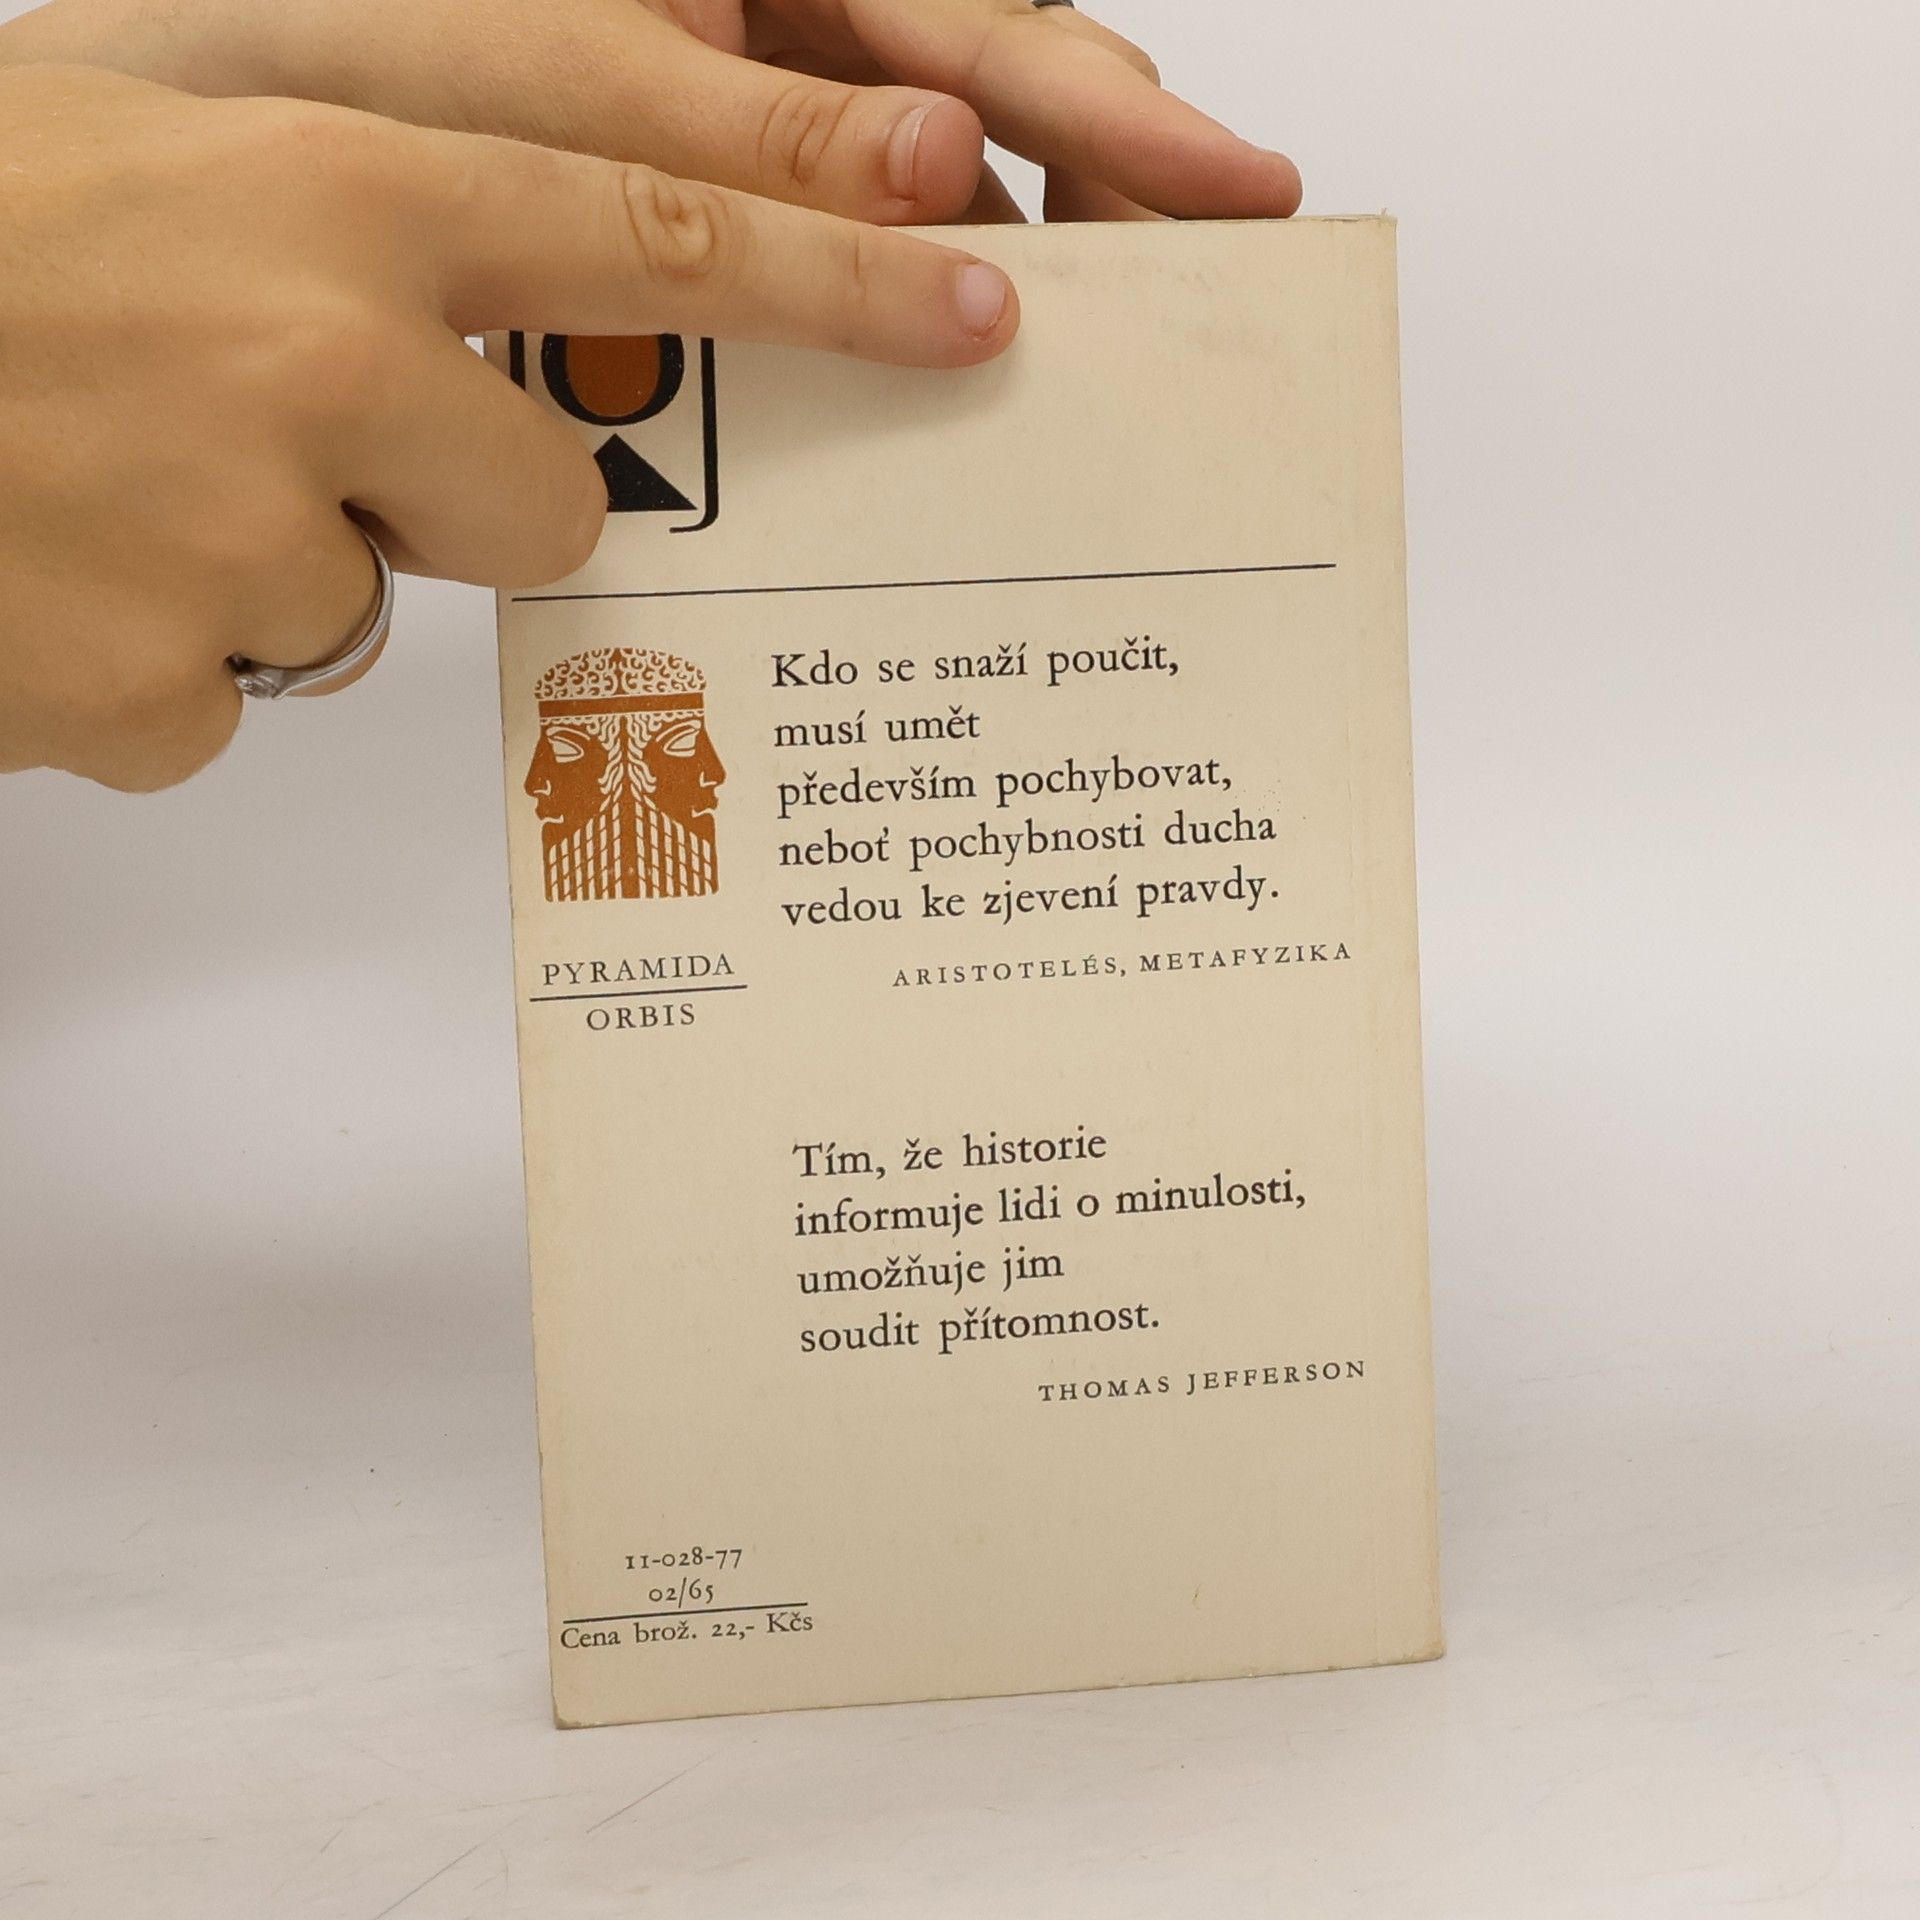 Kdo se snaží poučit,
musí umět
především pochybovat,
neboť pochybnosti ducha
vedou ke zjevení pravdy.
ARISTOTELÉS, METAFYZIKA
PYRAMIDA
ORBIS
Tím, že historie
informuje lidi o minulosti,
umožňuje jim
soudit přítomnost.
THOMAS JEFFERSON
11-028-77
02/65
Cena brož. 22,- Kčs